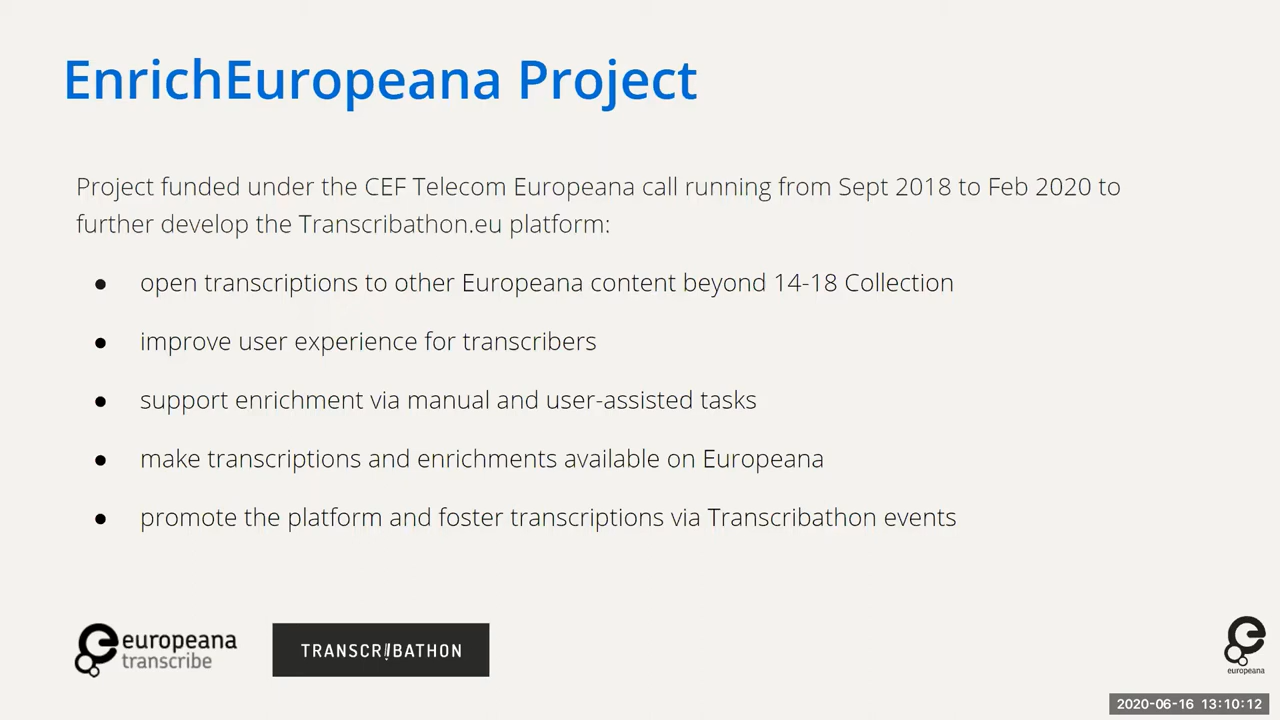 EnrichEuropeana Project
Project funded under the CEF Telecom Europeana call running from Sept 2018 to Feb 2020 to
further develop the Transcribathon.eu platform:
● open transcriptions to other Europeana content beyond 14-18 Collection
● improve user experience for transcribers
● support enrichment via manual and user-assisted tasks
● make transcriptions and enrichments available on Europeana
● promote the platform and foster transcriptions via Transcribathon events
europeana
transcribe
TRANSCRIBATHON
europeana
2020-06-16 13:10:12